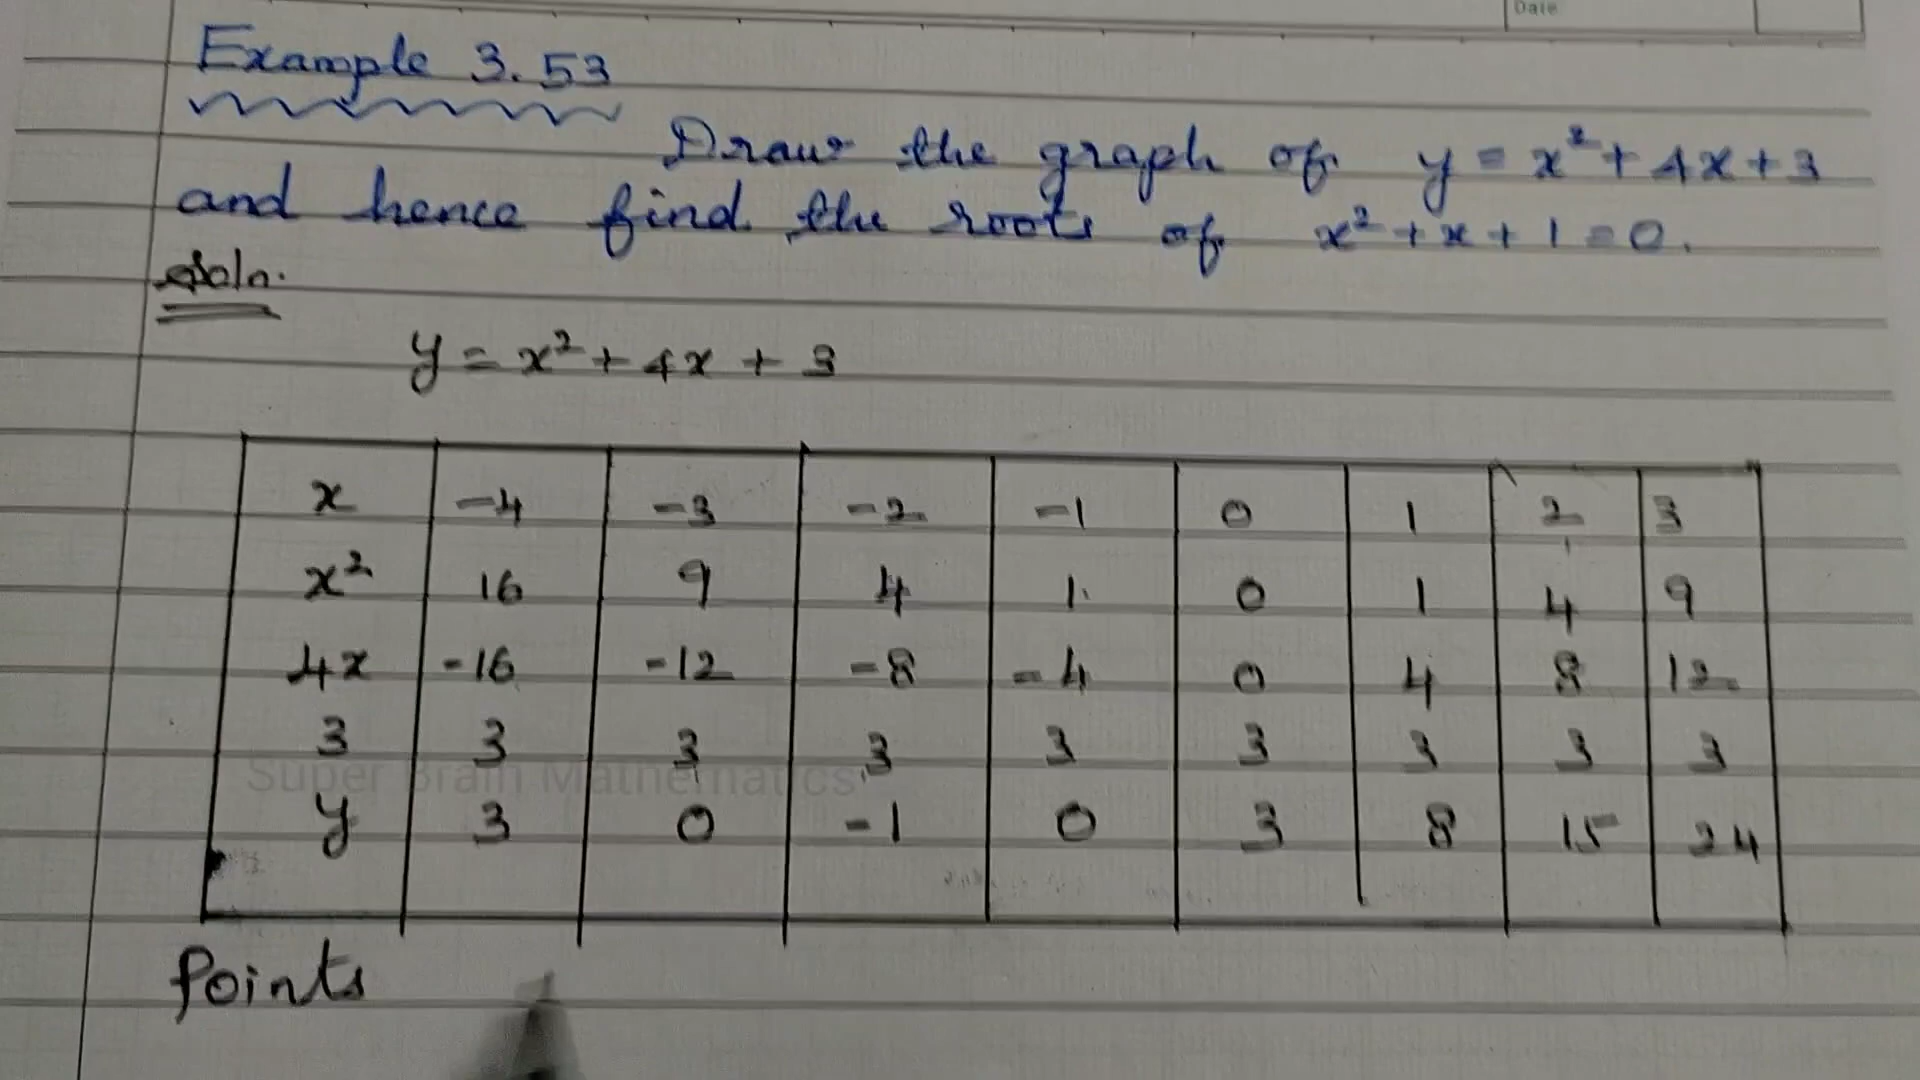 Date
Example 3.53
Draw the graph of y = x² + 4x + 3
and hence find the roots of x² + x + 1 = 0.
Soln.
y = x² + 4x + 3
x -4 -3 -2 -1 0 1 2 3
x² 16 9 4 1 0 1 4 9
4x -16 -12 -8 -4 0 4 8 12
3 3 3 3 3 3 3 3 3
Super Brain Mathematics
y 3 0 -1 0 3 8 15 24
Points